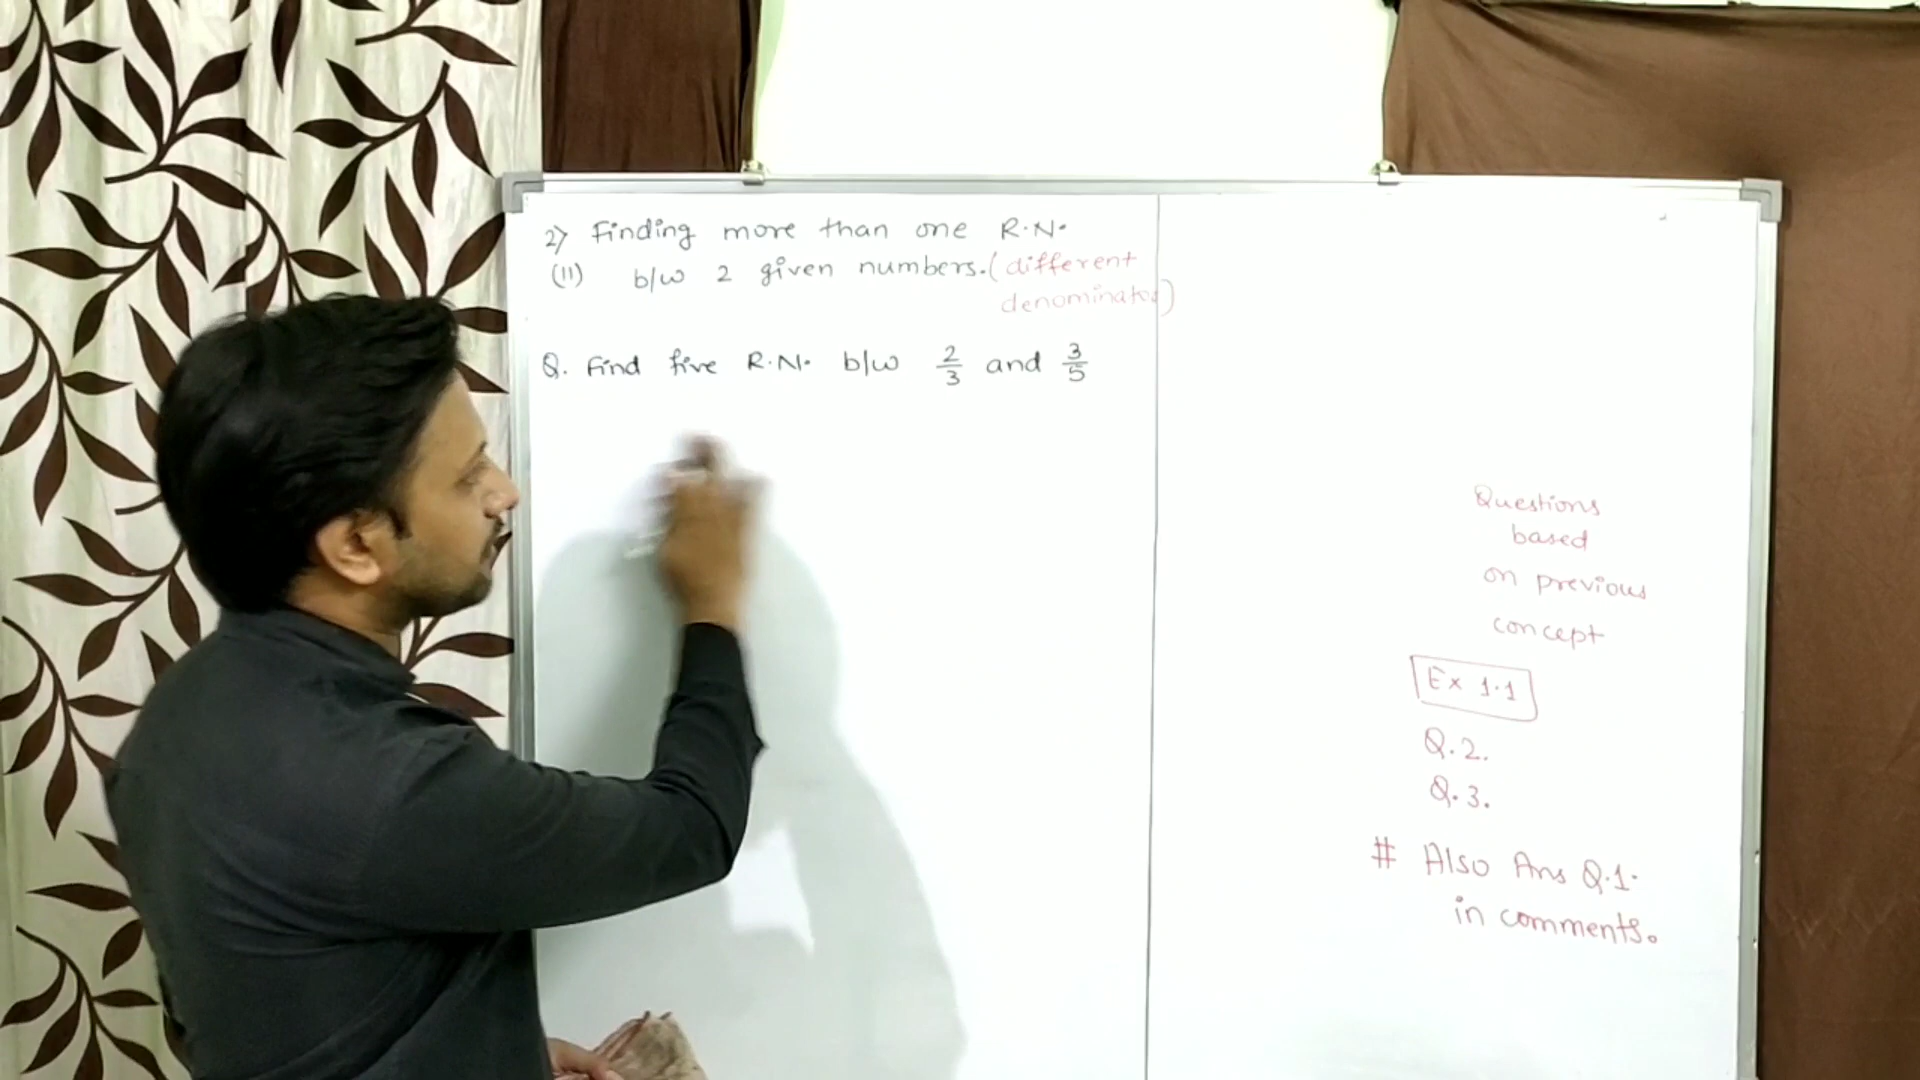 2) Finding more than one R.N.
(II) b/w 2 given numbers. (different
denominator)
Q. Find five R.N. b/w 2/3 and 3/5
Questions
based
on previous
concept
Ex 1.1
Q.2.
Q.3.
# Also Ans Q.1.
in comments.